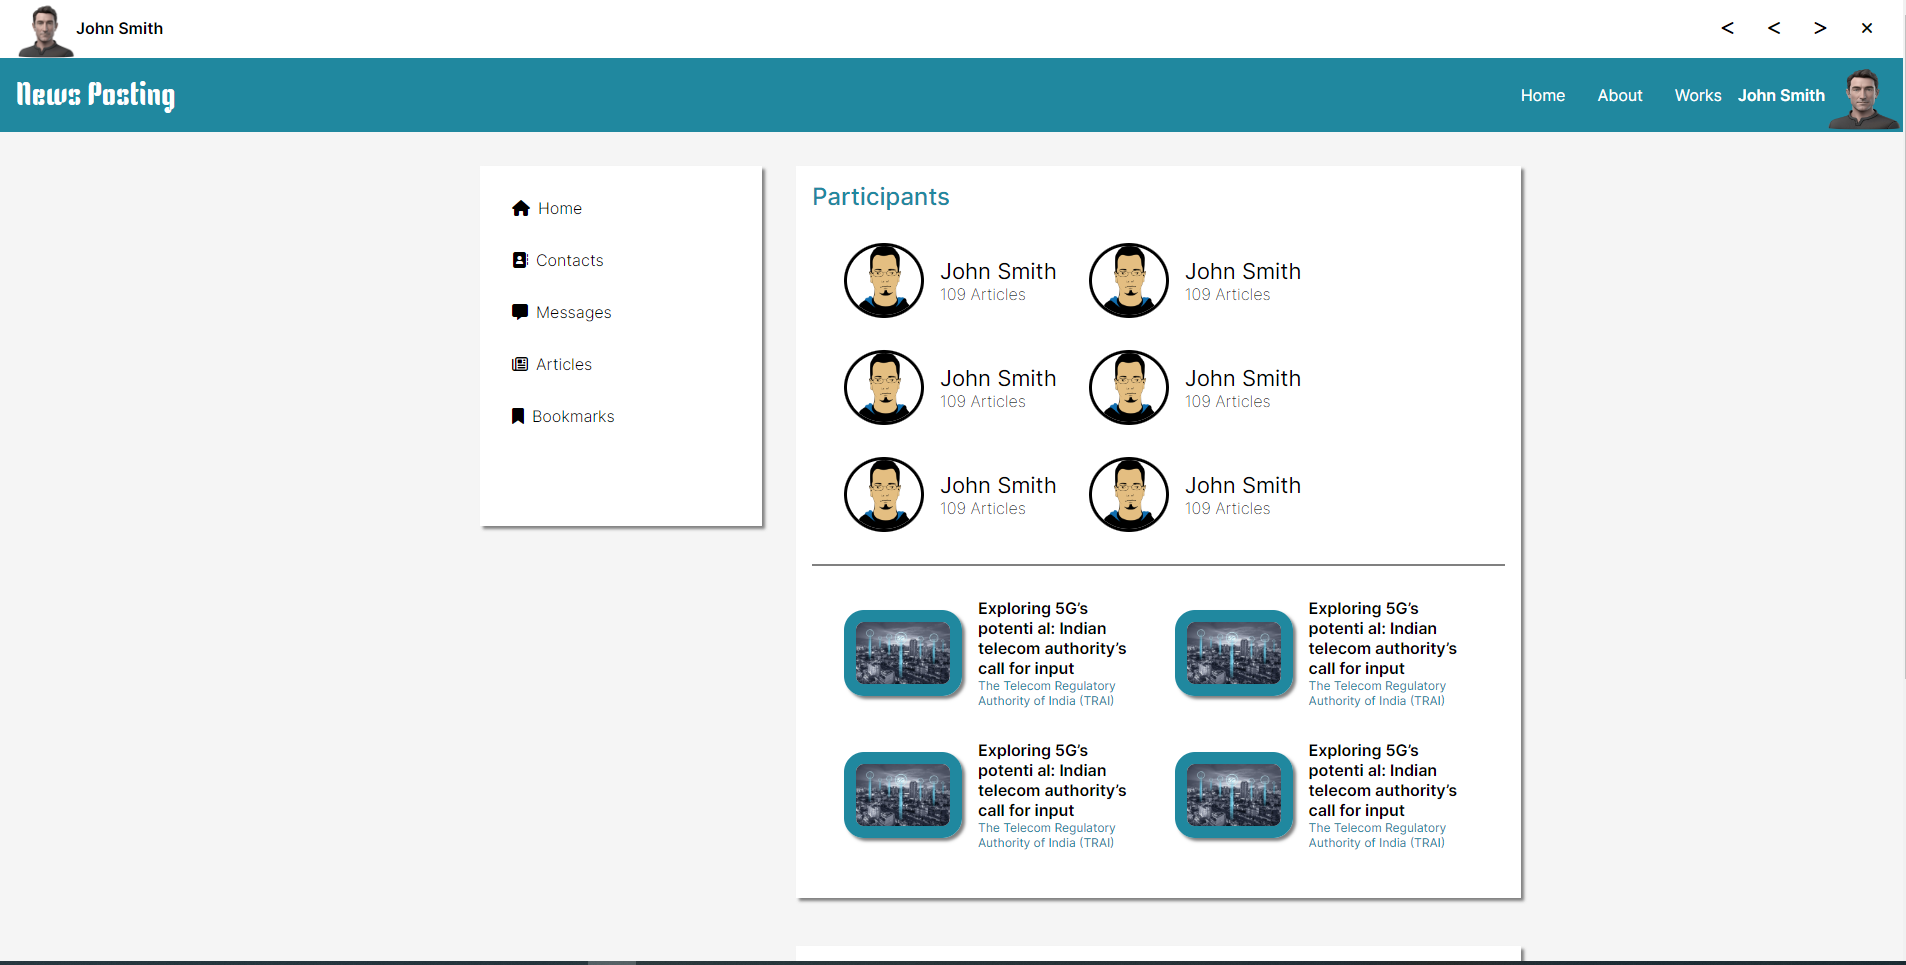 John Smith
< < > ×
News Posting
Home About Works John Smith
Home
Contacts
Messages
Articles
Bookmarks
Participants
John Smith
109 Articles
John Smith
109 Articles
John Smith
109 Articles
John Smith
109 Articles
John Smith
109 Articles
John Smith
109 Articles
Exploring 5G’s
potenti al: Indian
telecom authority’s
call for input
The Telecom Regulatory
Authority of India (TRAI)
Exploring 5G’s
potenti al: Indian
telecom authority’s
call for input
The Telecom Regulatory
Authority of India (TRAI)
Exploring 5G’s
potenti al: Indian
telecom authority’s
call for input
The Telecom Regulatory
Authority of India (TRAI)
Exploring 5G’s
potenti al: Indian
telecom authority’s
call for input
The Telecom Regulatory
Authority of India (TRAI)